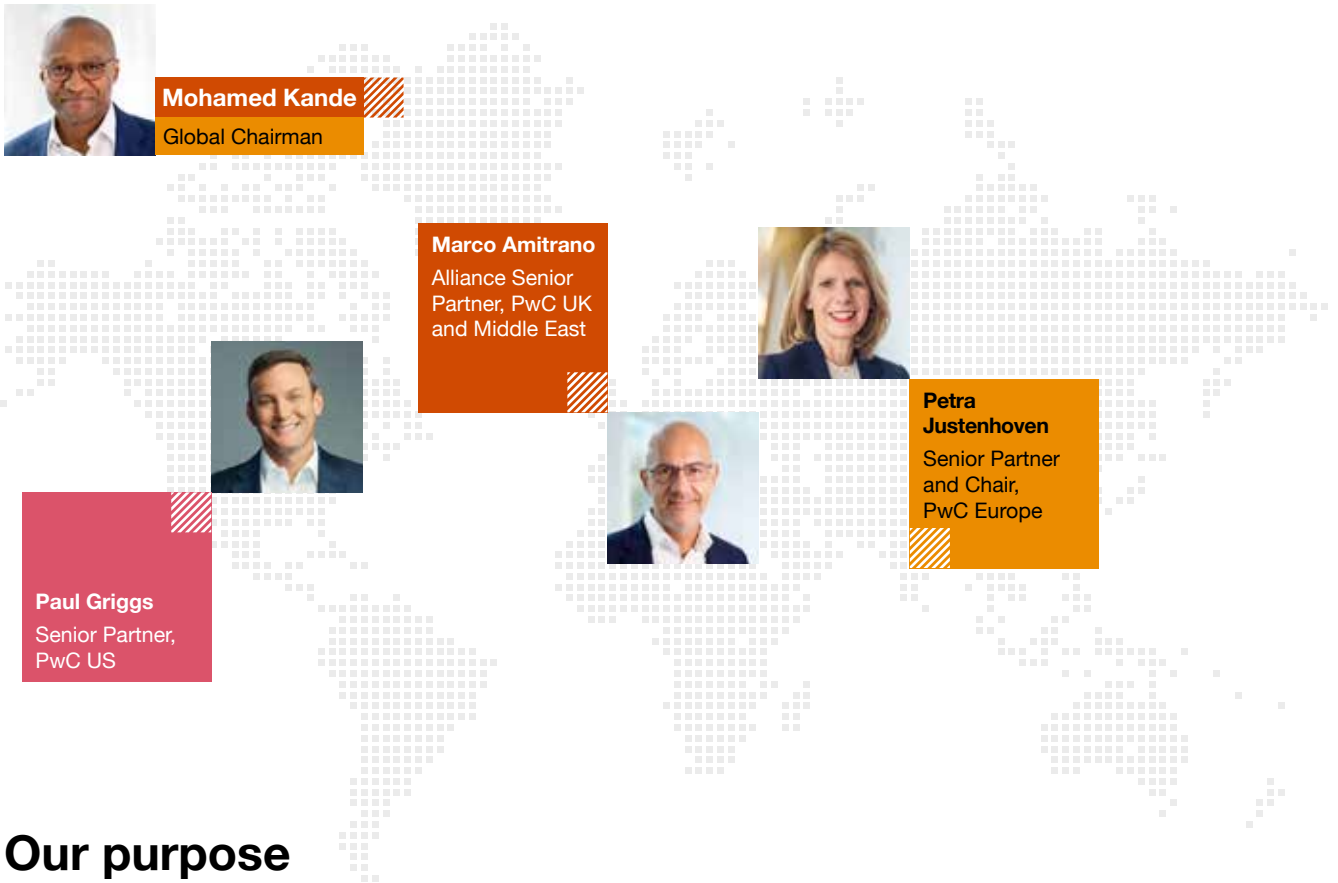 Mohamed Kande
Global Chairman
Marco Amitrano
Alliance Senior
Partner, PwC UK
and Middle East
Petra
Justenhoven
Senior Partner
and Chair,
PwC Europe
Paul Griggs
Senior Partner,
PwC US
Our purpose